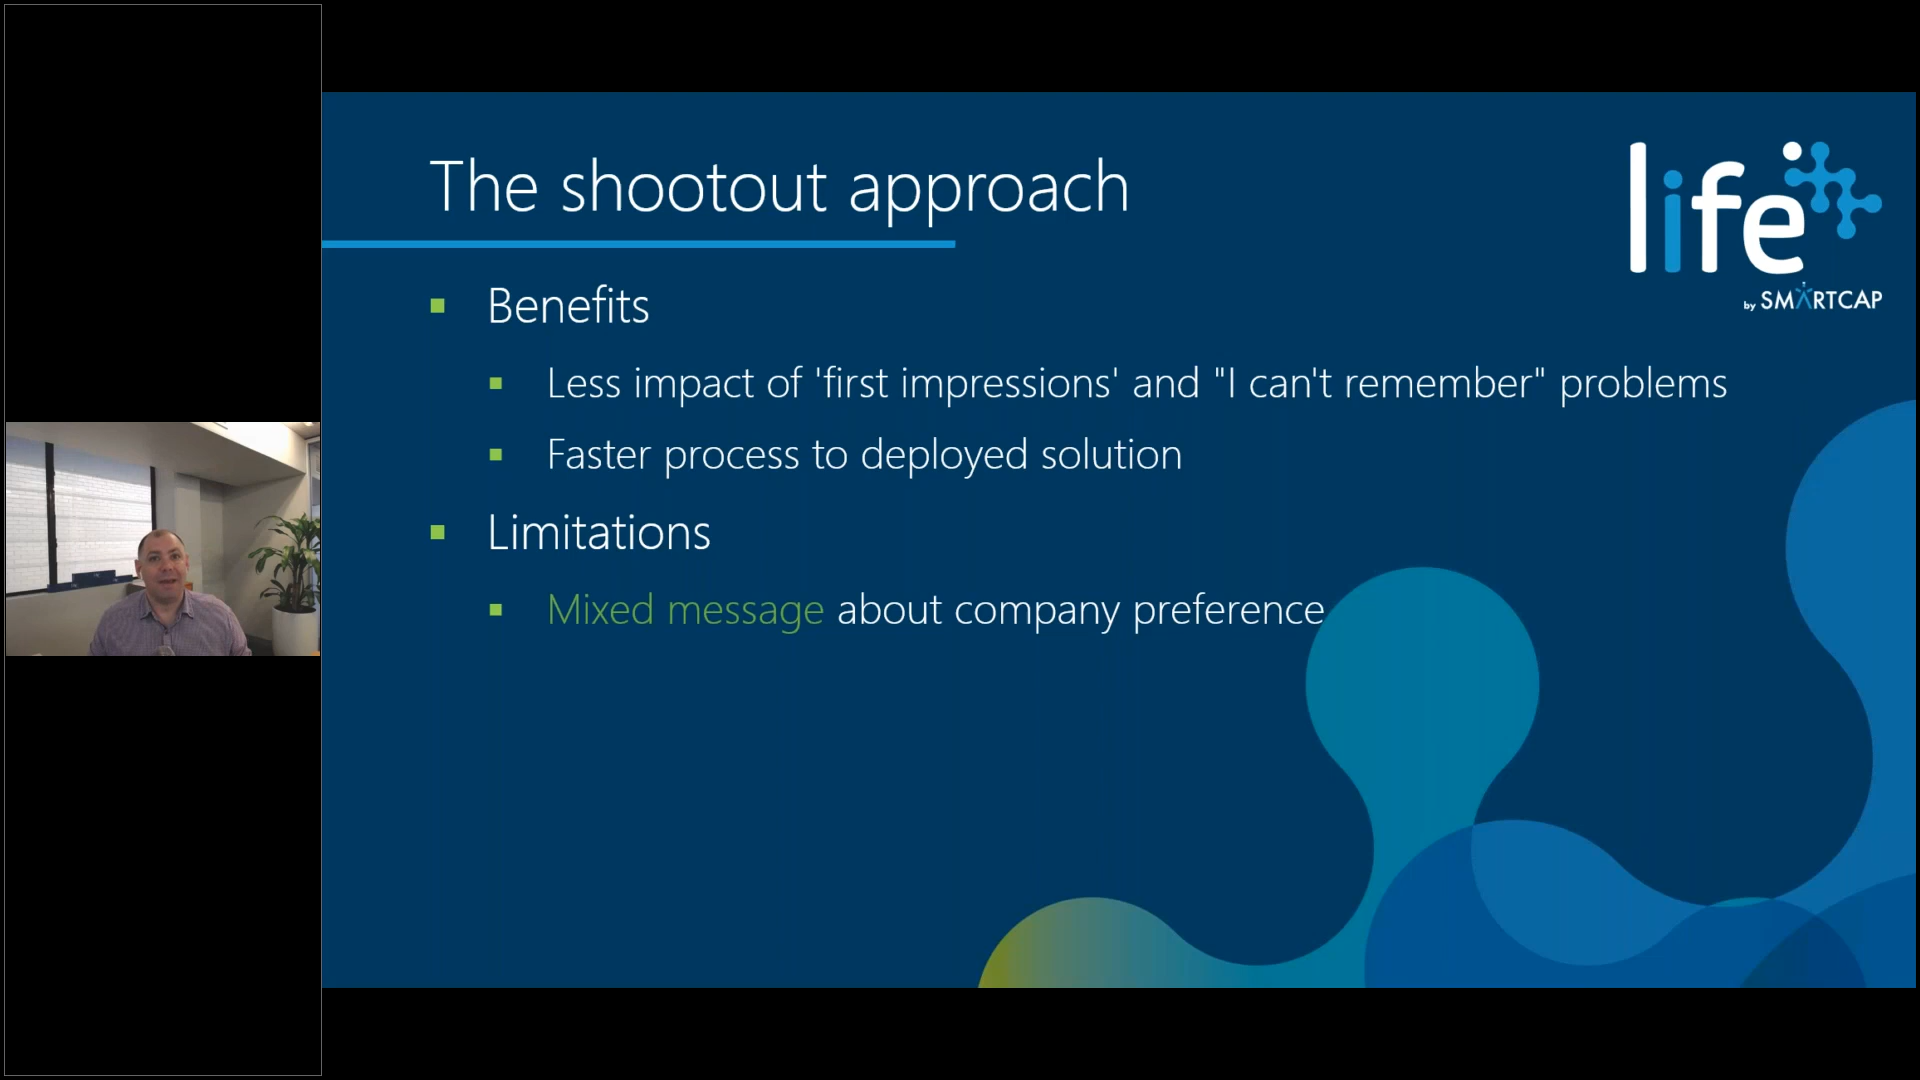 The shootout approach
life
by SMARTCAP
Benefits
Less impact of 'first impressions' and "I can't remember" problems
Faster process to deployed solution
Limitations
Mixed message about company preference